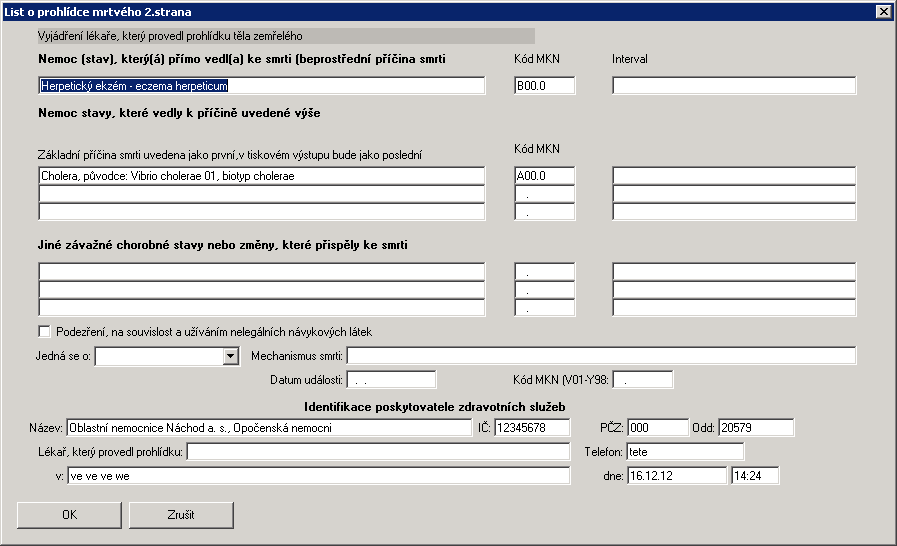 List o prohlídce mrtvého 2.strana
Vyjádření lékaře, který provedl prohlídku těla zemřelého
Nemoc (stav), který(á) přímo vedl(a) ke smrti (beprostřední příčina smrti Kód MKN Interval
Herpetický ekzém - eczema herpeticum B00.0
Nemoc stavy, které vedly k příčině uvedené výše
Kód MKN
Základní příčina smrti uvedena jako první,v tiskovém výstupu bude jako poslední
Cholera, původce: Vibrio cholerae 01, biotyp cholerae A00.0
.
.
Jiné závažné chorobné stavy nebo změny, které přispěly ke smrti
.
.
.
Podezření, na souvislost a užíváním nelegálních návykových látek
Jedná se o: Mechanismus smrti:
Datum události: . . Kód MKN (V01-Y98: .
Identifikace poskytovatele zdravotních služeb
Název: Oblastní nemocnice Náchod a. s., Opočenská nemocni IČ: 12345678 PČZ: 000 Odd: 20579
Lékař, který provedl prohlídku: Telefon: tete
v: ve ve ve we dne: 16.12.12 14:24
OK Zrušit